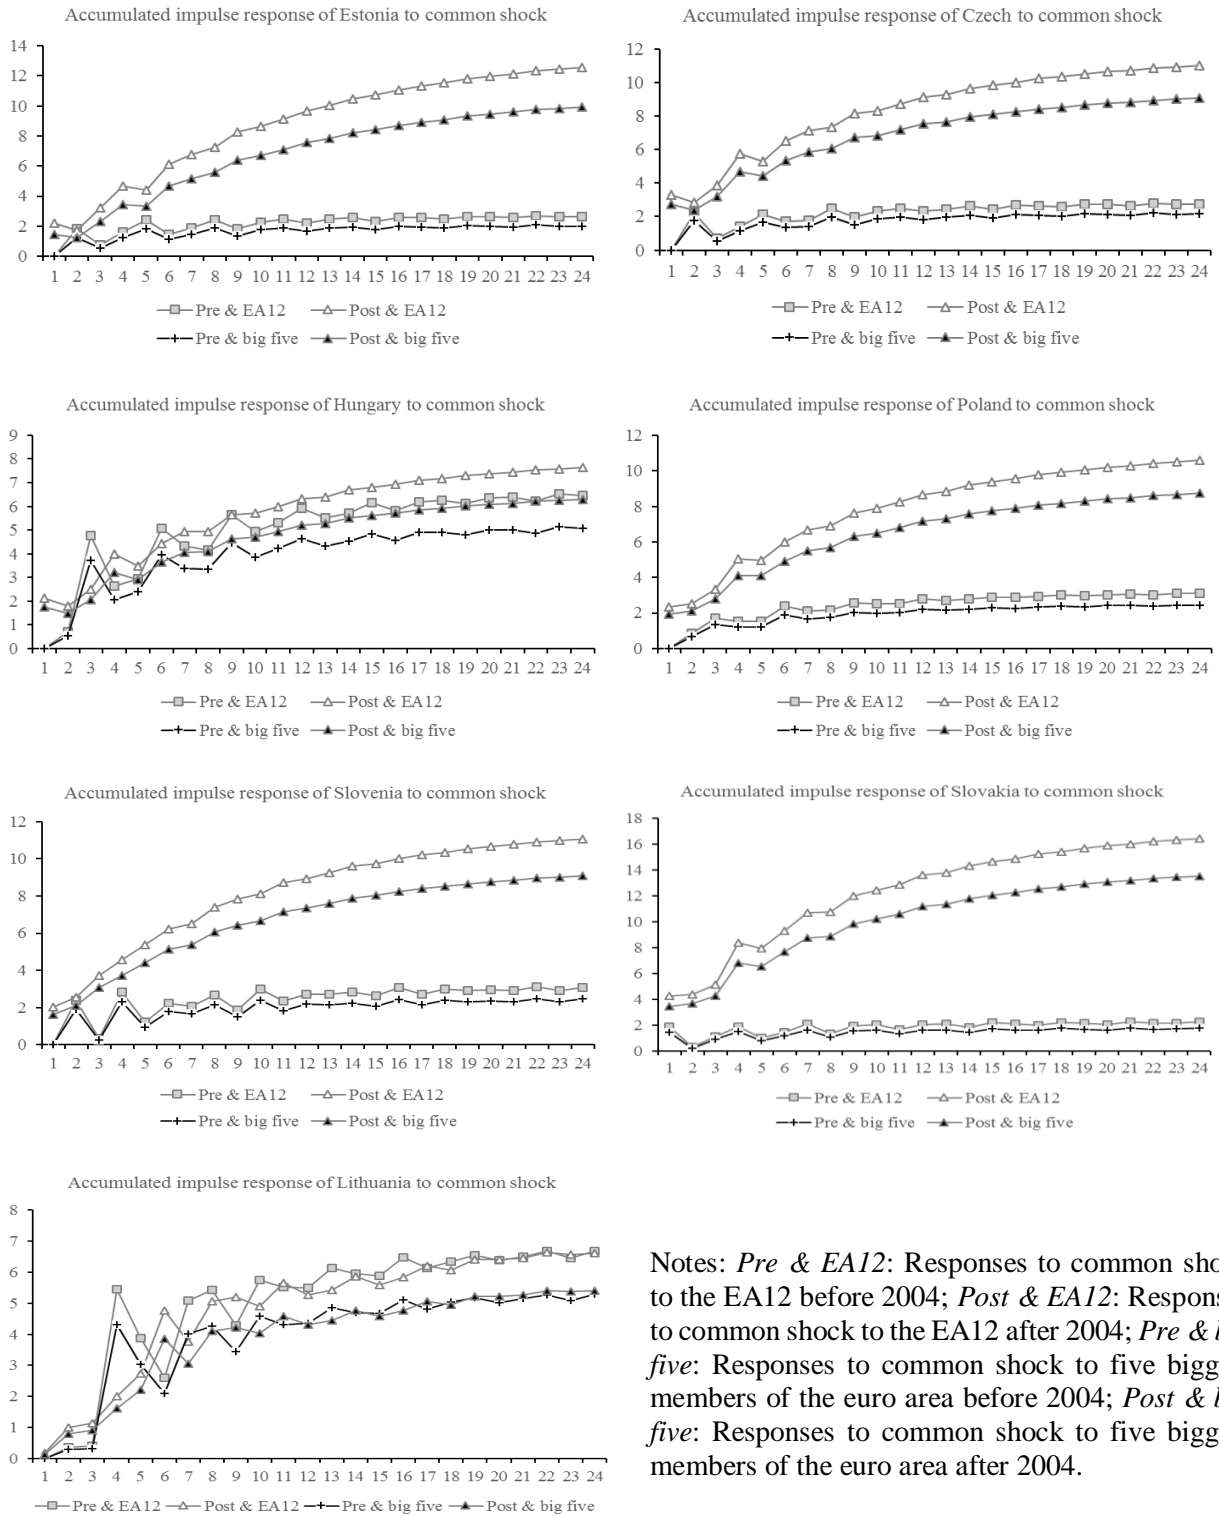 Accumulated impulse response of Estonia to common shock
14
12
10
8
6
4
2
0
1 2 3 4 5 6 7 8 9 10 11 12 13 14 15 16 17 18 19 20 21 22 23 24
Pre & EA12 Post & EA12
Pre & big five Post & big five
Accumulated impulse response of Czech to common shock
12
10
8
6
4
2
0
1 2 3 4 5 6 7 8 9 10 11 12 13 14 15 16 17 18 19 20 21 22 23 24
Pre & EA12 Post & EA12
Pre & big five Post & big five
Accumulated impulse response of Hungary to common shock
9
8
7
6
5
4
3
2
1
0
1 2 3 4 5 6 7 8 9 10 11 12 13 14 15 16 17 18 19 20 21 22 23 24
Pre & EA12 Post & EA12
Pre & big five Post & big five
Accumulated impulse response of Poland to common shock
12
10
8
6
4
2
0
1 2 3 4 5 6 7 8 9 10 11 12 13 14 15 16 17 18 19 20 21 22 23 24
Pre & EA12 Post & EA12
Pre & big five Post & big five
Accumulated impulse response of Slovenia to common shock
12
10
8
6
4
2
0
1 2 3 4 5 6 7 8 9 10 11 12 13 14 15 16 17 18 19 20 21 22 23 24
Pre & EA12 Post & EA12
Pre & big five Post & big five
Accumulated impulse response of Slovakia to common shock
18
16
14
12
10
8
6
4
2
0
1 2 3 4 5 6 7 8 9 10 11 12 13 14 15 16 17 18 19 20 21 22 23 24
Pre & EA12 Post & EA12
Pre & big five Post & big five
Accumulated impulse response of Lithuania to common shock
8
7
6
5
4
3
2
1
0
1 2 3 4 5 6 7 8 9 10 11 12 13 14 15 16 17 18 19 20 21 22 23 24
Pre & EA12 Post & EA12 Pre & big five Post & big five
Notes: Pre & EA12: Responses to common sho
to the EA12 before 2004; Post & EA12: Respons
to common shock to the EA12 after 2004; Pre & b
five: Responses to common shock to five bigg
members of the euro area before 2004; Post & b
five: Responses to common shock to five bigg
members of the euro area after 2004.